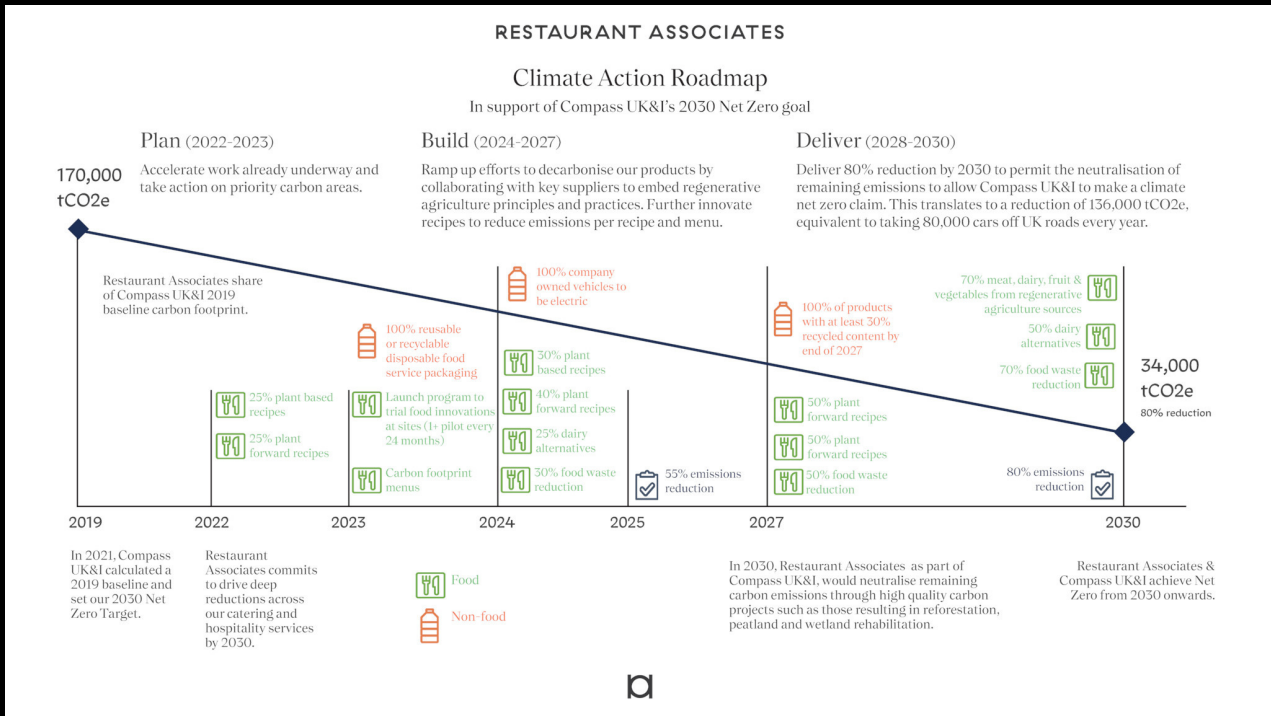 RESTAURANT ASSOCIATES
Climate Action Roadmap
In support of Compass UK&I's 2030 Net Zero goal
Plan (2022-2023)
Accelerate work already underway and
take action on priority carbon areas.
Build (2024-2027)
Ramp up efforts to decarbonise our products by
collaborating with key suppliers to embed regenerative
agriculture principles and practices. Further innovate
recipes to reduce emissions per recipe and menu.
Deliver (2028-2030)
Deliver 80% reduction by 2030 to permit the neutralisation of
remaining emissions to allow Compass UK&I to make a climate
net zero claim. This translates to a reduction of 136,000 tCO2e,
equivalent to taking 80,000 cars off UK roads every year.
170,000
tCO2e
Restaurant Associates share
of Compass UK&I 2019
baseline carbon footprint.
25% plant based
recipes
25% plant
forward recipes
100% reusable
or recyclable
disposable food
service packaging
Launch program to
trial food innovations
at sites (1+ pilot every
24 months)
Carbon footprint
menus
100% company
owned vehicles to
be electric
30% plant
based recipes
40% plant
forward recipes
25% dairy
alternatives
30% food waste
reduction
55% emissions
reduction
100% of products
with at least 30%
recycled content by
end of 2027
50% plant
forward recipes
50% plant
forward recipes
50% food waste
reduction
70% meat, dairy, fruit &
vegetables from regenerative
agriculture sources
50% dairy
alternatives
70% food waste
reduction
80% emissions
reduction
34,000
tCO2e
80% reduction
2019
2022
2023
2024
2025
2027
2030
In 2021, Compass
UK&I calculated a
2019 baseline and
set our 2030 Net
Zero Target.
Restaurant
Associates commits
to drive deep
reductions across
our catering and
hospitality services
by 2030.
Food
Non-food
In 2030, Restaurant Associates as part of
Compass UK&I, would neutralise remaining
carbon emissions through high quality carbon
projects such as those resulting in reforestation,
peatland and wetland rehabilitation.
Restaurant Associates &
Compass UK&I achieve Net
Zero from 2030 onwards.